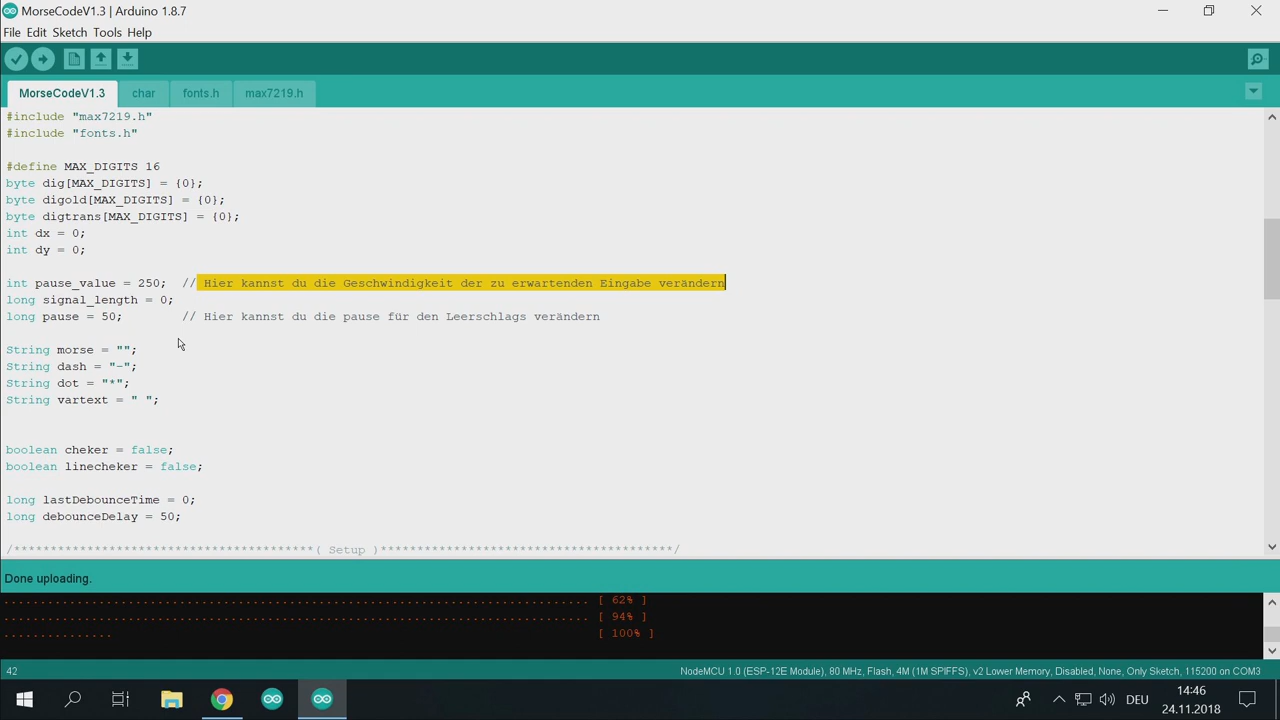 MorseCodeV1.3 | Arduino 1.8.7
File Edit Sketch Tools Help
MorseCodeV1.3 char fonts.h max7219.h
#include "max7219.h"
#include "fonts.h"
#define MAX_DIGITS 16
byte dig[MAX_DIGITS] = {0};
byte digold[MAX_DIGITS] = {0};
byte digtrans[MAX_DIGITS] = {0};
int dx = 0;
int dy = 0;
int pause_value = 250; // Hier kannst du die Geschwindigkeit der zu erwartenden Eingabe verändern
long signal_length = 0;
long pause = 50; // Hier kannst du die pause für den Leerschlags verändern
String morse = "";
String dash = "-";
String dot = "*";
String vartext = " ";
boolean cheker = false;
boolean linecheker = false;
long lastDebounceTime = 0;
long debounceDelay = 50;
/******************************************( Setup )****************************************/
Done uploading.
................................................................................ [ 62% ]
................................................................................ [ 94% ]
............... [ 100% ]
42 NodeMCU 1.0 (ESP-12E Module), 80 MHz, Flash, 4M (1M SPIFFS), v2 Lower Memory, Disabled, None, Only Sketch, 115200 on COM3
DEU 14:46
24.11.2018